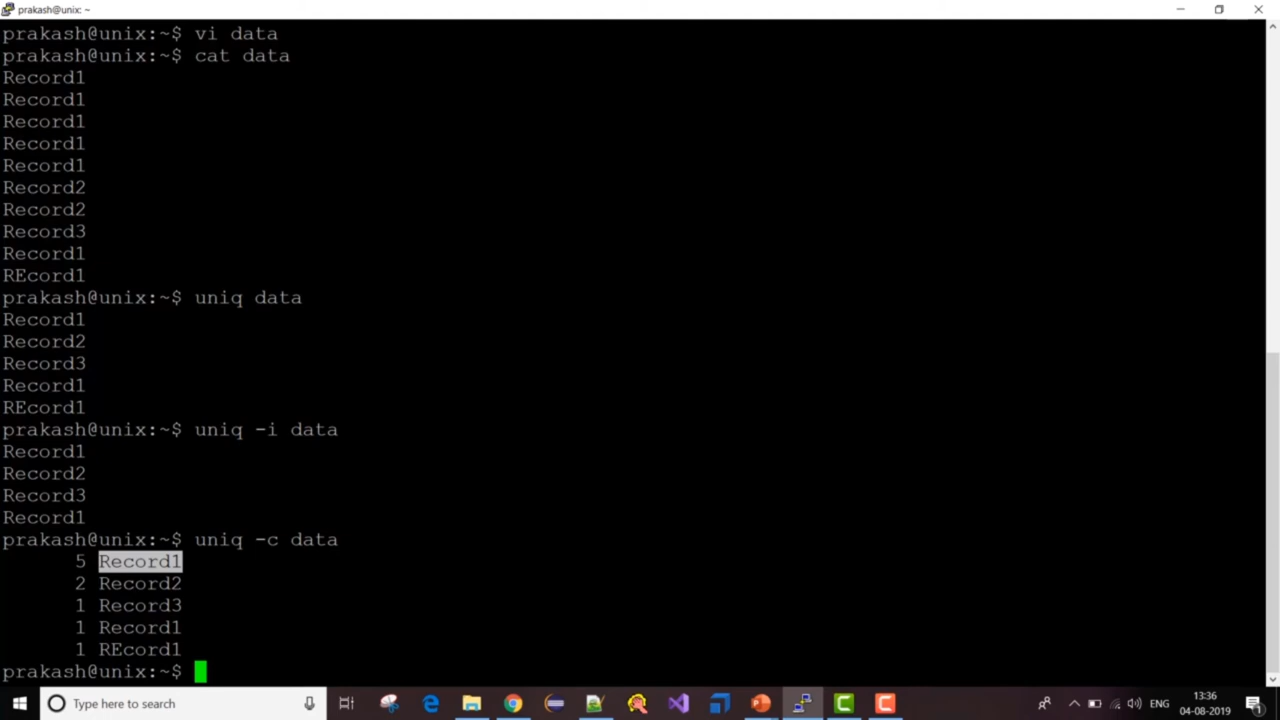 prakash@unix: ~
prakash@unix:~$ vi data
prakash@unix:~$ cat data
Record1
Record1
Record1
Record1
Record1
Record2
Record2
Record3
Record1
REcord1
prakash@unix:~$ uniq data
Record1
Record2
Record3
Record1
REcord1
prakash@unix:~$ uniq -i data
Record1
Record2
Record3
Record1
prakash@unix:~$ uniq -c data
5 Record1
2 Record2
1 Record3
1 Record1
1 REcord1
prakash@unix:~$
Type here to search
ENG
13:36
04-08-2019
1